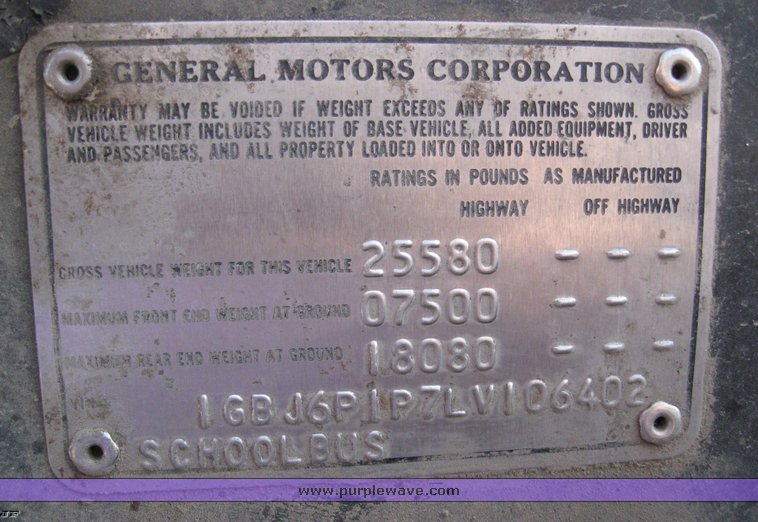 GENERAL MOTORS CORPORATION
WARRANTY MAY BE VOIDED IF WEIGHT EXCEEDS ANY OF RATINGS SHOWN. GROSS
VEHICLE WEIGHT INCLUDES WEIGHT OF BASE VEHICLE, ALL ADDED EQUIPMENT, DRIVER
AND PASSENGERS, AND ALL PROPERTY LOADED INTO OR ONTO VEHICLE.
RATINGS IN POUNDS AS MANUFACTURED
HIGHWAY OFF HIGHWAY
GROSS VEHICLE WEIGHT FOR THIS VEHICLE 25580 - - -
MAXIMUM FRONT END WEIGHT AT GROUND 07500 - - -
MAXIMUM REAR END WEIGHT AT GROUND 18080 - - -
VIN 1GBJ6P1P7LV106402
SCHOOLBUS
www.purplewave.com